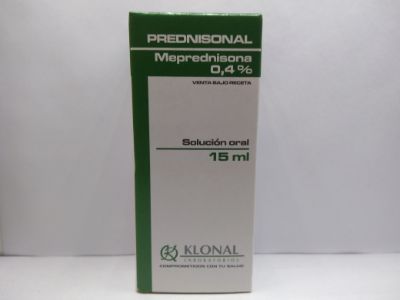 PREDNISONAL
Meprednisona
0,4%
VENTA BAJO RECETA
Solución oral
15 ml
KLONAL
LABORATORIOS
COMPROMETIDOS CON TU SALUD